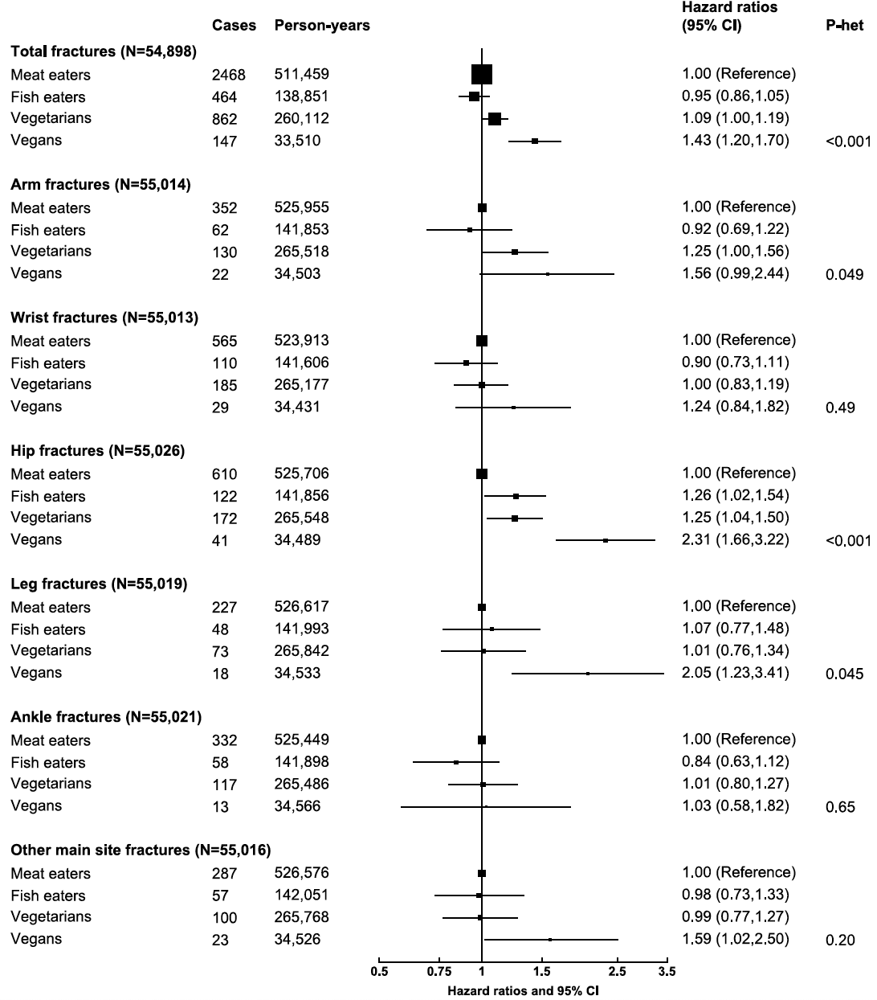 Hazard ratios
Cases Person-years (95% CI) P-het
Total fractures (N=54,898)
Meat eaters 2468 511,459 1.00 (Reference)
Fish eaters 464 138,851 0.95 (0.86,1.05)
Vegetarians 862 260,112 1.09 (1.00,1.19)
Vegans 147 33,510 1.43 (1.20,1.70) <0.001
Arm fractures (N=55,014)
Meat eaters 352 525,955 1.00 (Reference)
Fish eaters 62 141,853 0.92 (0.69,1.22)
Vegetarians 130 265,518 1.25 (1.00,1.56)
Vegans 22 34,503 1.56 (0.99,2.44) 0.049
Wrist fractures (N=55,013)
Meat eaters 565 523,913 1.00 (Reference)
Fish eaters 110 141,606 0.90 (0.73,1.11)
Vegetarians 185 265,177 1.00 (0.83,1.19)
Vegans 29 34,431 1.24 (0.84,1.82) 0.49
Hip fractures (N=55,026)
Meat eaters 610 525,706 1.00 (Reference)
Fish eaters 122 141,856 1.26 (1.02,1.54)
Vegetarians 172 265,548 1.25 (1.04,1.50)
Vegans 41 34,489 2.31 (1.66,3.22) <0.001
Leg fractures (N=55,019)
Meat eaters 227 526,617 1.00 (Reference)
Fish eaters 48 141,993 1.07 (0.77,1.48)
Vegetarians 73 265,842 1.01 (0.76,1.34)
Vegans 18 34,533 2.05 (1.23,3.41) 0.045
Ankle fractures (N=55,021)
Meat eaters 332 525,449 1.00 (Reference)
Fish eaters 58 141,898 0.84 (0.63,1.12)
Vegetarians 117 265,486 1.01 (0.80,1.27)
Vegans 13 34,566 1.03 (0.58,1.82) 0.65
Other main site fractures (N=55,016)
Meat eaters 287 526,576 1.00 (Reference)
Fish eaters 57 142,051 0.98 (0.73,1.33)
Vegetarians 100 265,768 0.99 (0.77,1.27)
Vegans 23 34,526 1.59 (1.02,2.50) 0.20
0.5 0.75 1 1.5 2.5 3.5
Hazard ratios and 95% CI